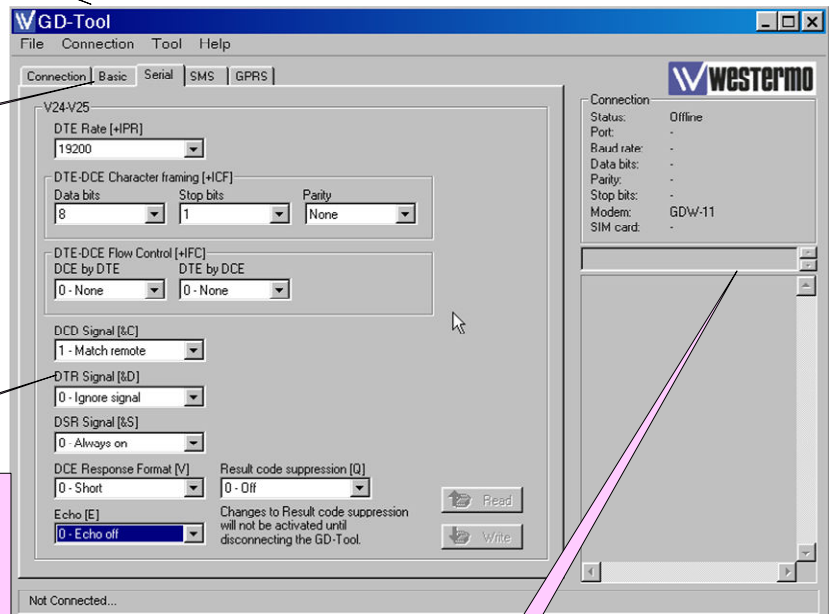 GD-Tool
File Connection Tool Help
Connection Basic Serial SMS GPRS
Westermo
V24-V25
DTE Rate [+IPR]
19200
DTE-DCE Character framing [+ICF]
Data bits Stop bits Parity
8 1 None
DTE-DCE Flow Control [+IFC]
DCE by DTE DTE by DCE
0 - None 0 - None
DCD Signal [&C]
1 - Match remote
DTR Signal [&D]
0 - Ignore signal
DSR Signal [&S]
0 - Always on
DCE Response Format [V] Result code suppression [Q]
0 - Short 0 - Off
Echo [E]
0 - Echo off
Changes to Result code suppression
will not be activated until
disconnecting the GD-Tool.
Read
Write
Connection
Status: Offline
Port: -
Baud rate: -
Data bits: -
Parity: -
Stop bits: -
Modem: GDW-11
SIM card: -
Not Connected...